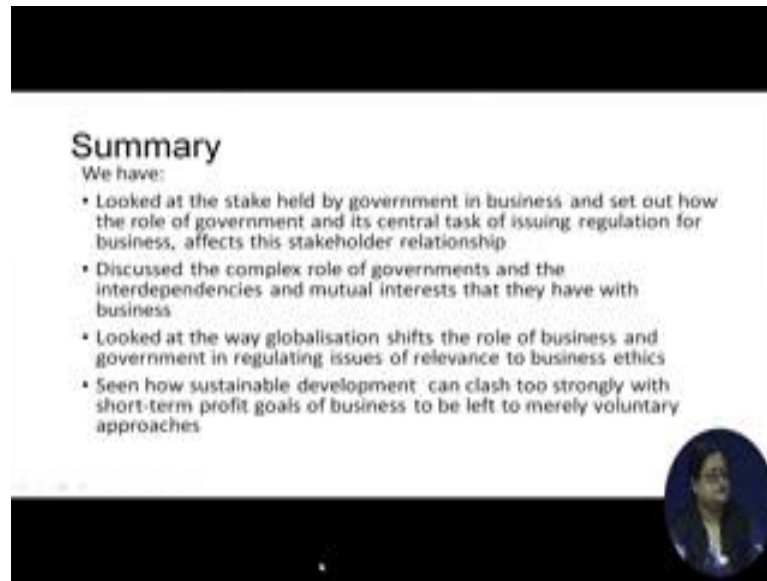 Summary
We have:
• Looked at the stake held by government in business and set out how
the role of government and its central task of issuing regulation for
business, affects this stakeholder relationship
• Discussed the complex role of governments and the
interdependencies and mutual interests that they have with
business
• Looked at the way globalisation shifts the role of business and
government in regulating issues of relevance to business ethics
• Seen how sustainable development can clash too strongly with
short-term profit goals of business to be left to merely voluntary
approaches